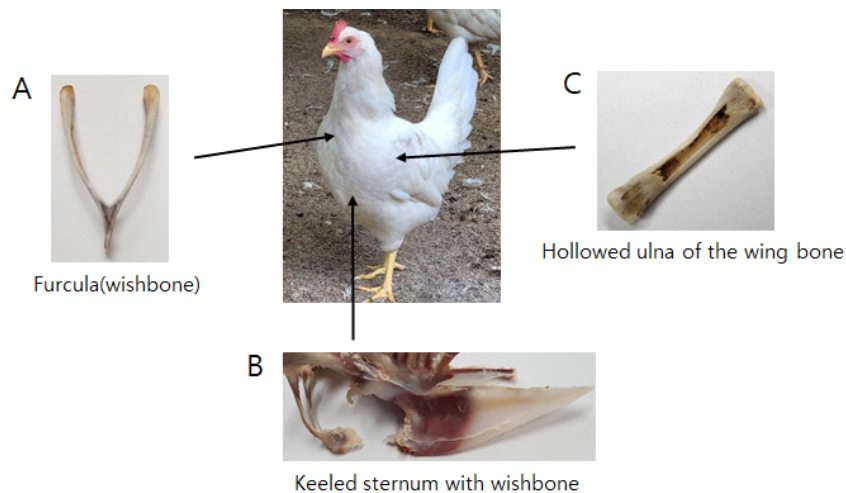 A
Furcula(wishbone)
C
Hollowed ulna of the wing bone
B
Keeled sternum with wishbone